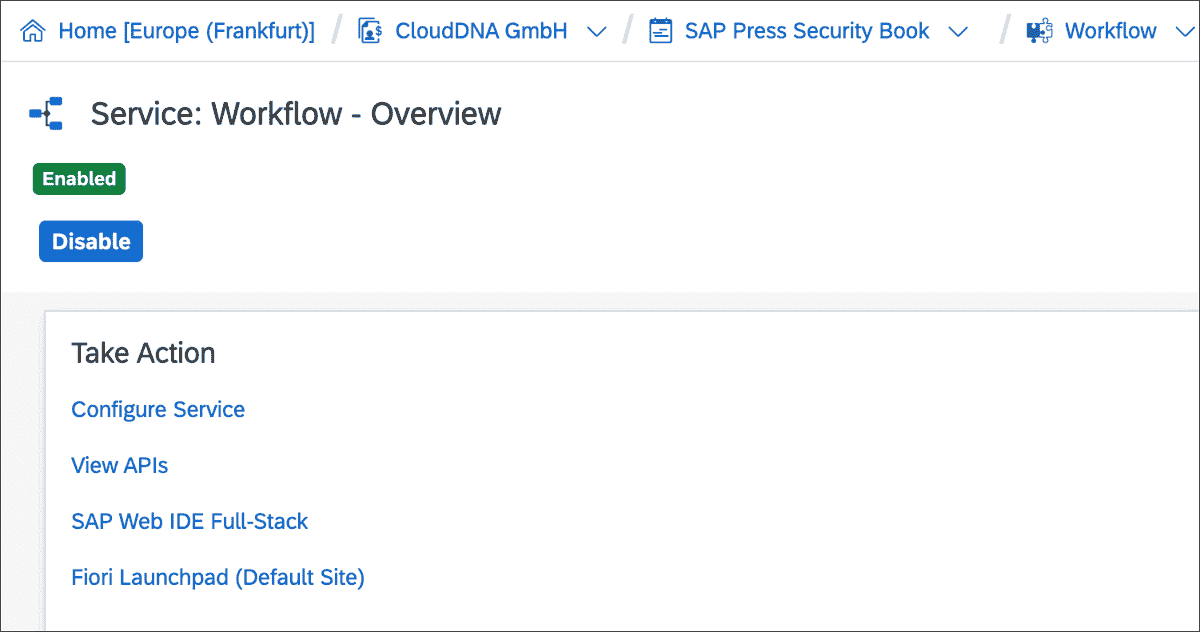 Home [Europe (Frankfurt)] / CloudDNA GmbH / SAP Press Security Book / Workflow
Service: Workflow - Overview
Enabled
Disable
Take Action
Configure Service
View APIs
SAP Web IDE Full-Stack
Fiori Launchpad (Default Site)